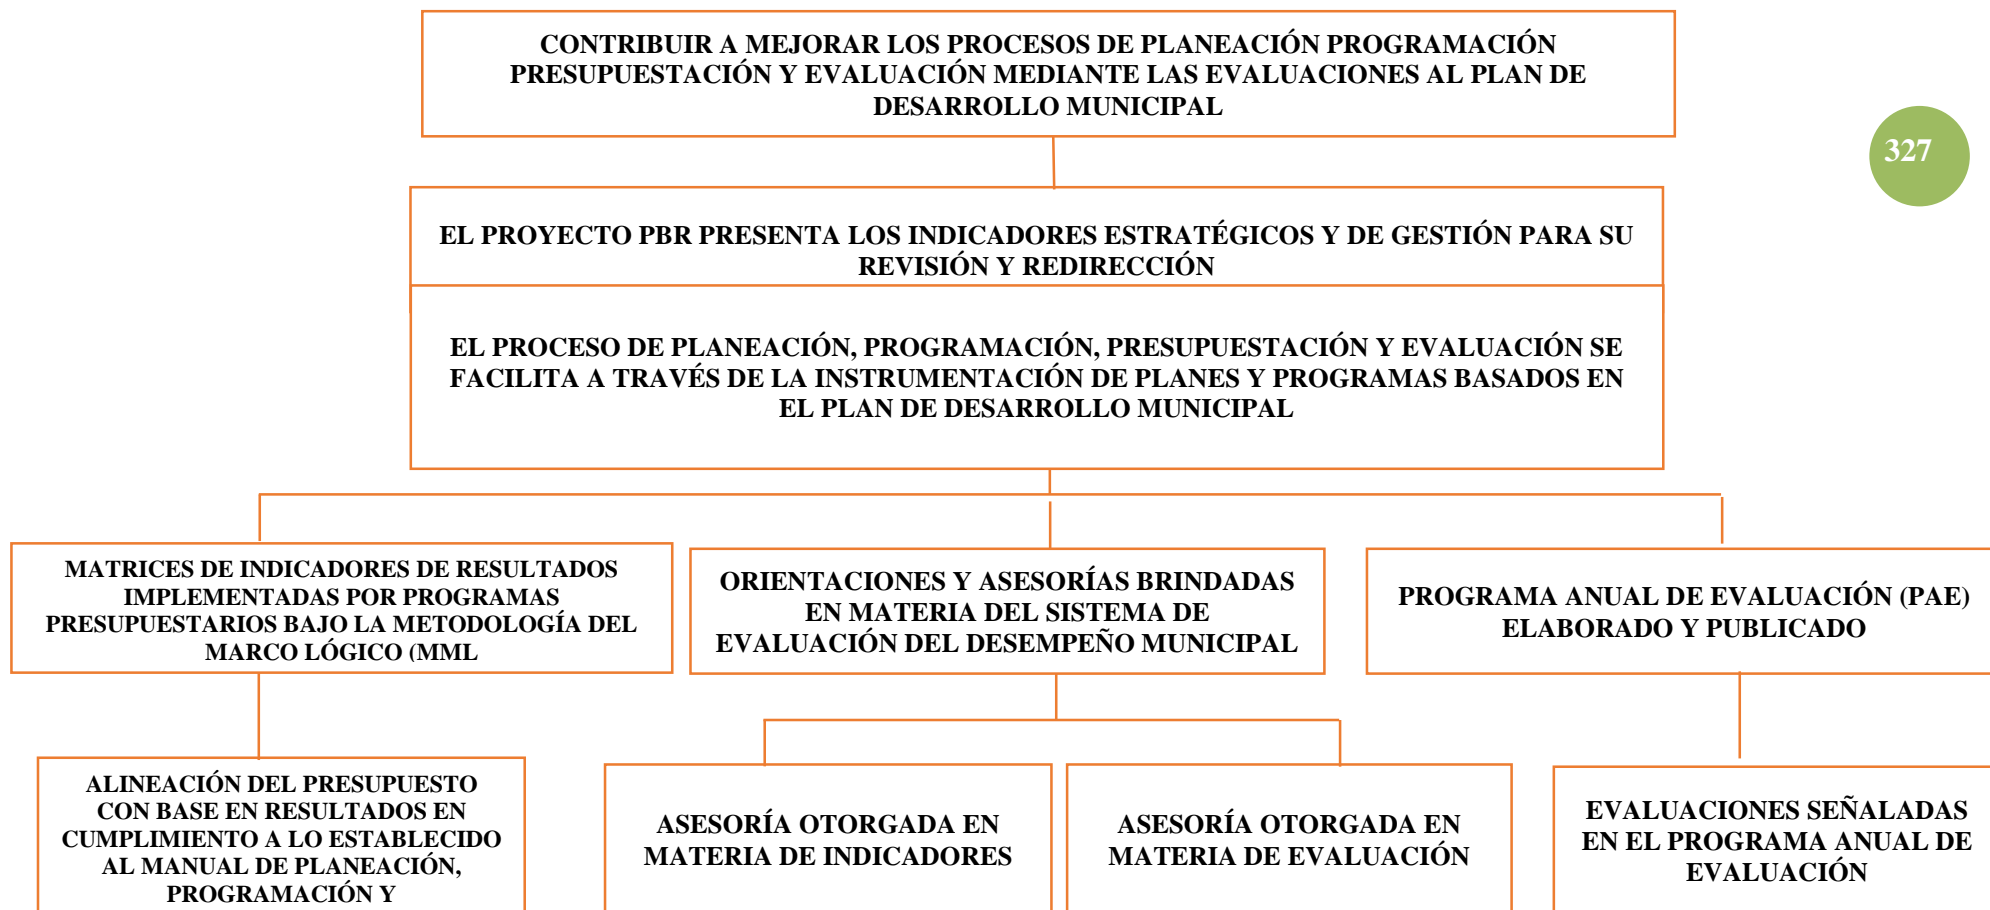 CONTRIBUIR A MEJORAR LOS PROCESOS DE PLANEACIÓN PROGRAMACIÓN
PRESUPUESTACIÓN Y EVALUACIÓN MEDIANTE LAS EVALUACIONES AL PLAN DE
DESARROLLO MUNICIPAL
327
EL PROYECTO PBR PRESENTA LOS INDICADORES ESTRATÉGICOS Y DE GESTIÓN PARA SU
REVISIÓN Y REDIRECCIÓN
EL PROCESO DE PLANEACIÓN, PROGRAMACIÓN, PRESUPUESTACIÓN Y EVALUACIÓN SE
FACILITA A TRAVÉS DE LA INSTRUMENTACIÓN DE PLANES Y PROGRAMAS BASADOS EN
EL PLAN DE DESARROLLO MUNICIPAL
MATRICES DE INDICADORES DE RESULTADOS
IMPLEMENTADAS POR PROGRAMAS
PRESUPUESTARIOS BAJO LA METODOLOGÍA DEL
MARCO LÓGICO (MML
ORIENTACIONES Y ASESORÍAS BRINDADAS
EN MATERIA DEL SISTEMA DE
EVALUACIÓN DEL DESEMPEÑO MUNICIPAL
PROGRAMA ANUAL DE EVALUACIÓN (PAE)
ELABORADO Y PUBLICADO
ALINEACIÓN DEL PRESUPUESTO
CON BASE EN RESULTADOS EN
CUMPLIMIENTO A LO ESTABLECIDO
AL MANUAL DE PLANEACIÓN,
PROGRAMACIÓN Y
ASESORÍA OTORGADA EN
MATERIA DE INDICADORES
ASESORÍA OTORGADA EN
MATERIA DE EVALUACIÓN
EVALUACIONES SEÑALADAS
EN EL PROGRAMA ANUAL DE
EVALUACIÓN